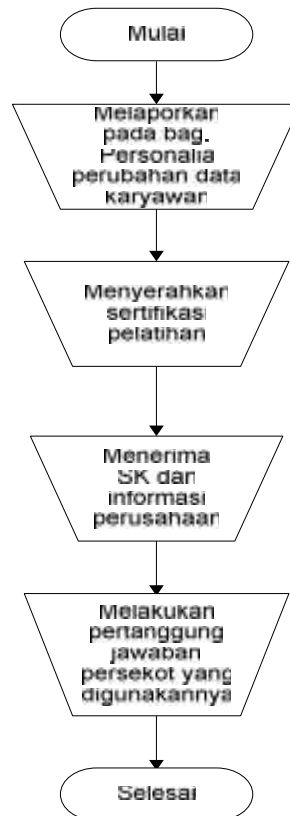 Mulai
Melaporkan
pada bag.
Personalia
perubahan data
karyawan
Menyerahkan
sertifikasi
pelatihan
Menerima
SK dan
informasi
perusahaan
Melakukan
pertanggung
jawaban
persekot yang
digunakannya
Selesai